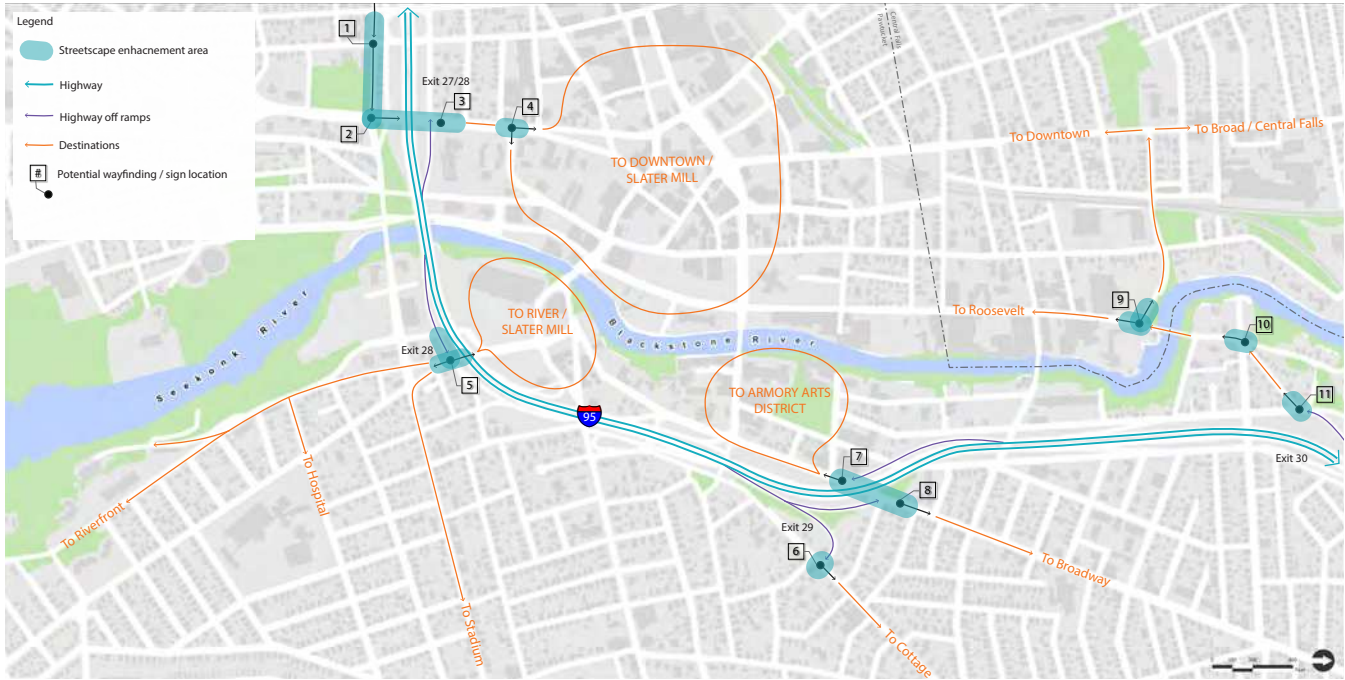 Legend
Streetscape enhacnement area
Highway
Highway off ramps
Destinations
#
Potential wayfinding / sign location
1
2
Exit 27/28
3
4
Central Falls
Pawtucket
TO DOWNTOWN /
SLATER MILL
To Downtown
To Broad / Central Falls
Seekonk River
TO RIVER /
SLATER MILL
Blackstone River
To Roosevelt
9
10
11
Exit 28
5
95
TO ARMORY ARTS
DISTRICT
7
8
Exit 30
To Riverfront
To Hospital
To Stadium
Exit 29
6
To Broadway
To Cottage